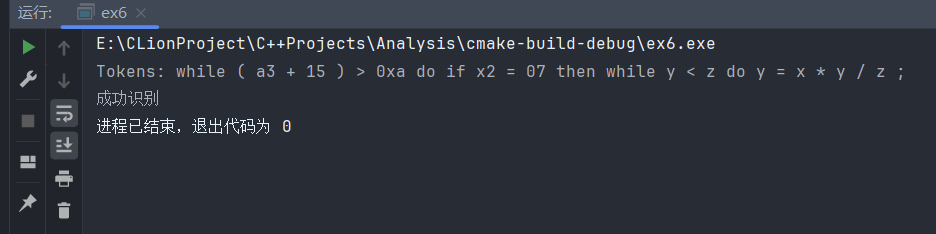 运行: ex6
E:\CLionProject\C++Projects\Analysis\cmake-build-debug\ex6.exe
Tokens: while ( a3 + 15 ) > 0xa do if x2 = 07 then while y < z do y = x * y / z ;
成功识别
进程已结束，退出代码为 0